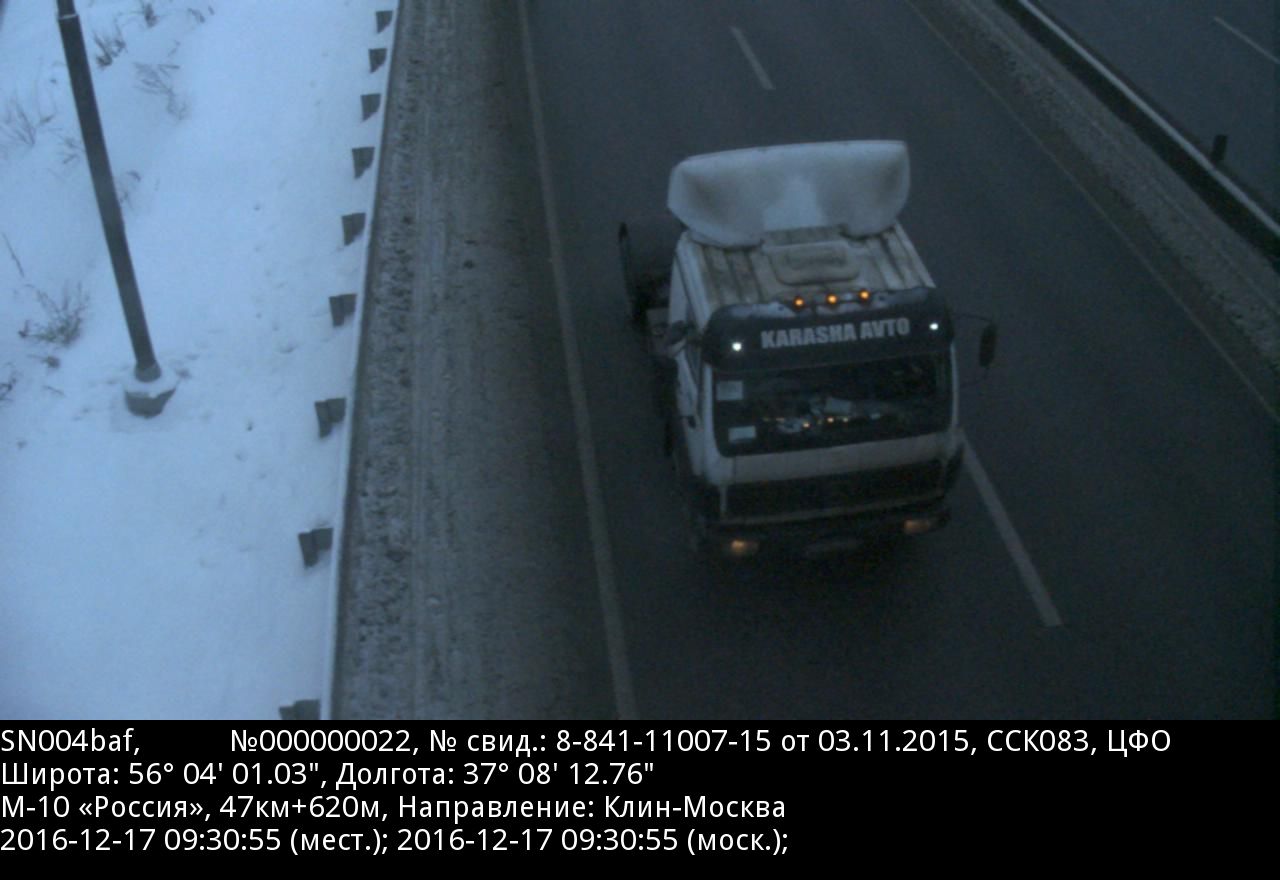 KARASHA AVTO
SN004baf, №000000022, № свид.: 8-841-11007-15 от 03.11.2015, ССК083, ЦФО
Широта: 56° 04' 01.03", Долгота: 37° 08' 12.76"
М-10 «Россия», 47км+620м, Направление: Клин-Москва
2016-12-17 09:30:55 (мест.); 2016-12-17 09:30:55 (моск.);